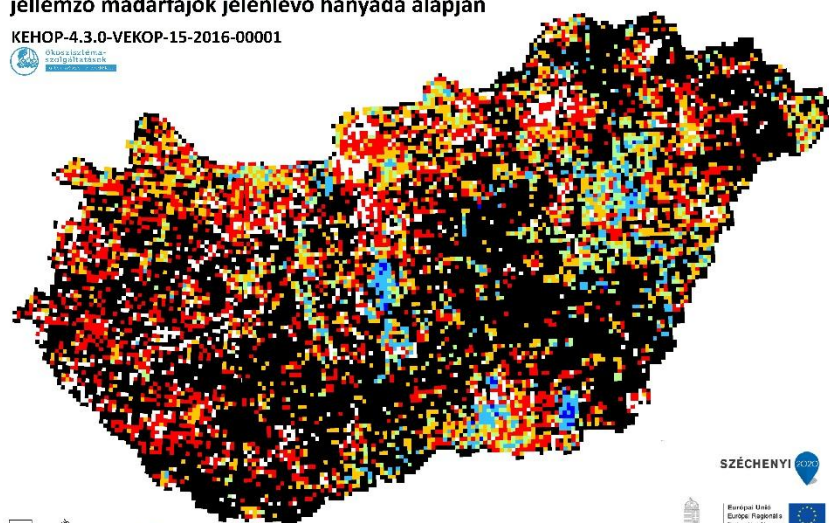 jellemző madárfajok jelenlévő hányada alapján
KEHOP-4.3.0-VEKOP-15-2016-00001
ökoszisztéma-
szolgáltatások
SZÉCHENYI 2020
Európai Unió
Európai Regionális